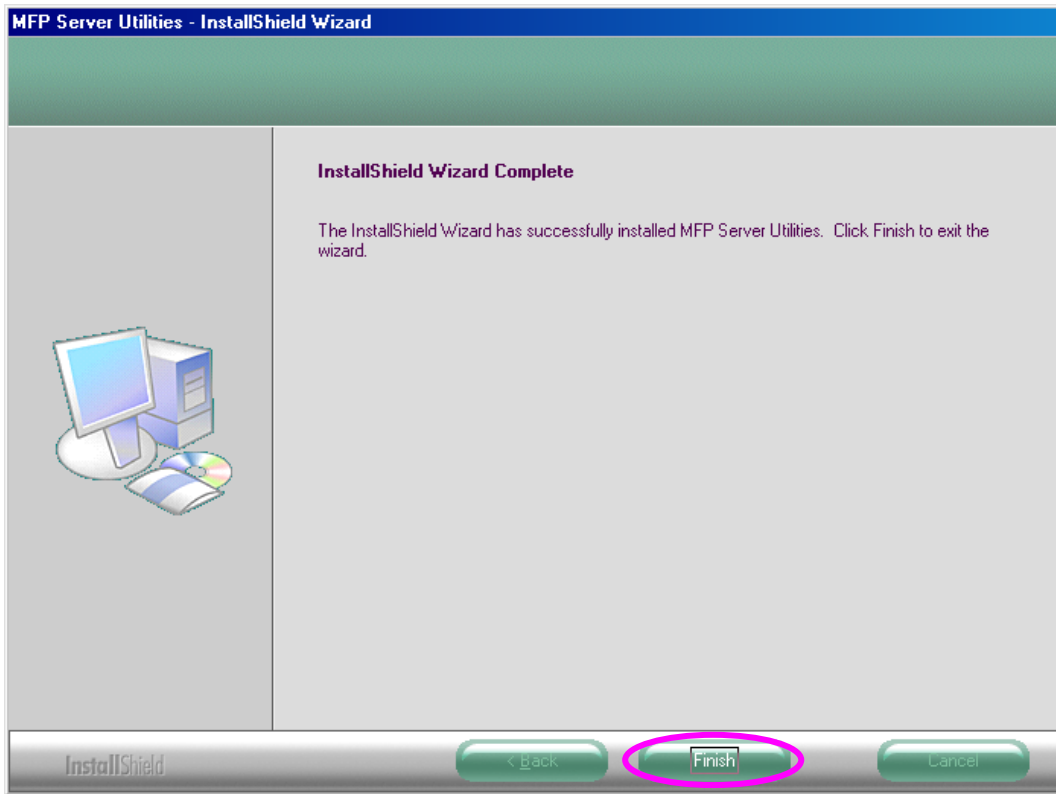 MFP Server Utilities - InstallShield Wizard
InstallShield Wizard Complete
The InstallShield Wizard has successfully installed MFP Server Utilities.  Click Finish to exit the
wizard.
InstallShield
< Back
Finish
Cancel